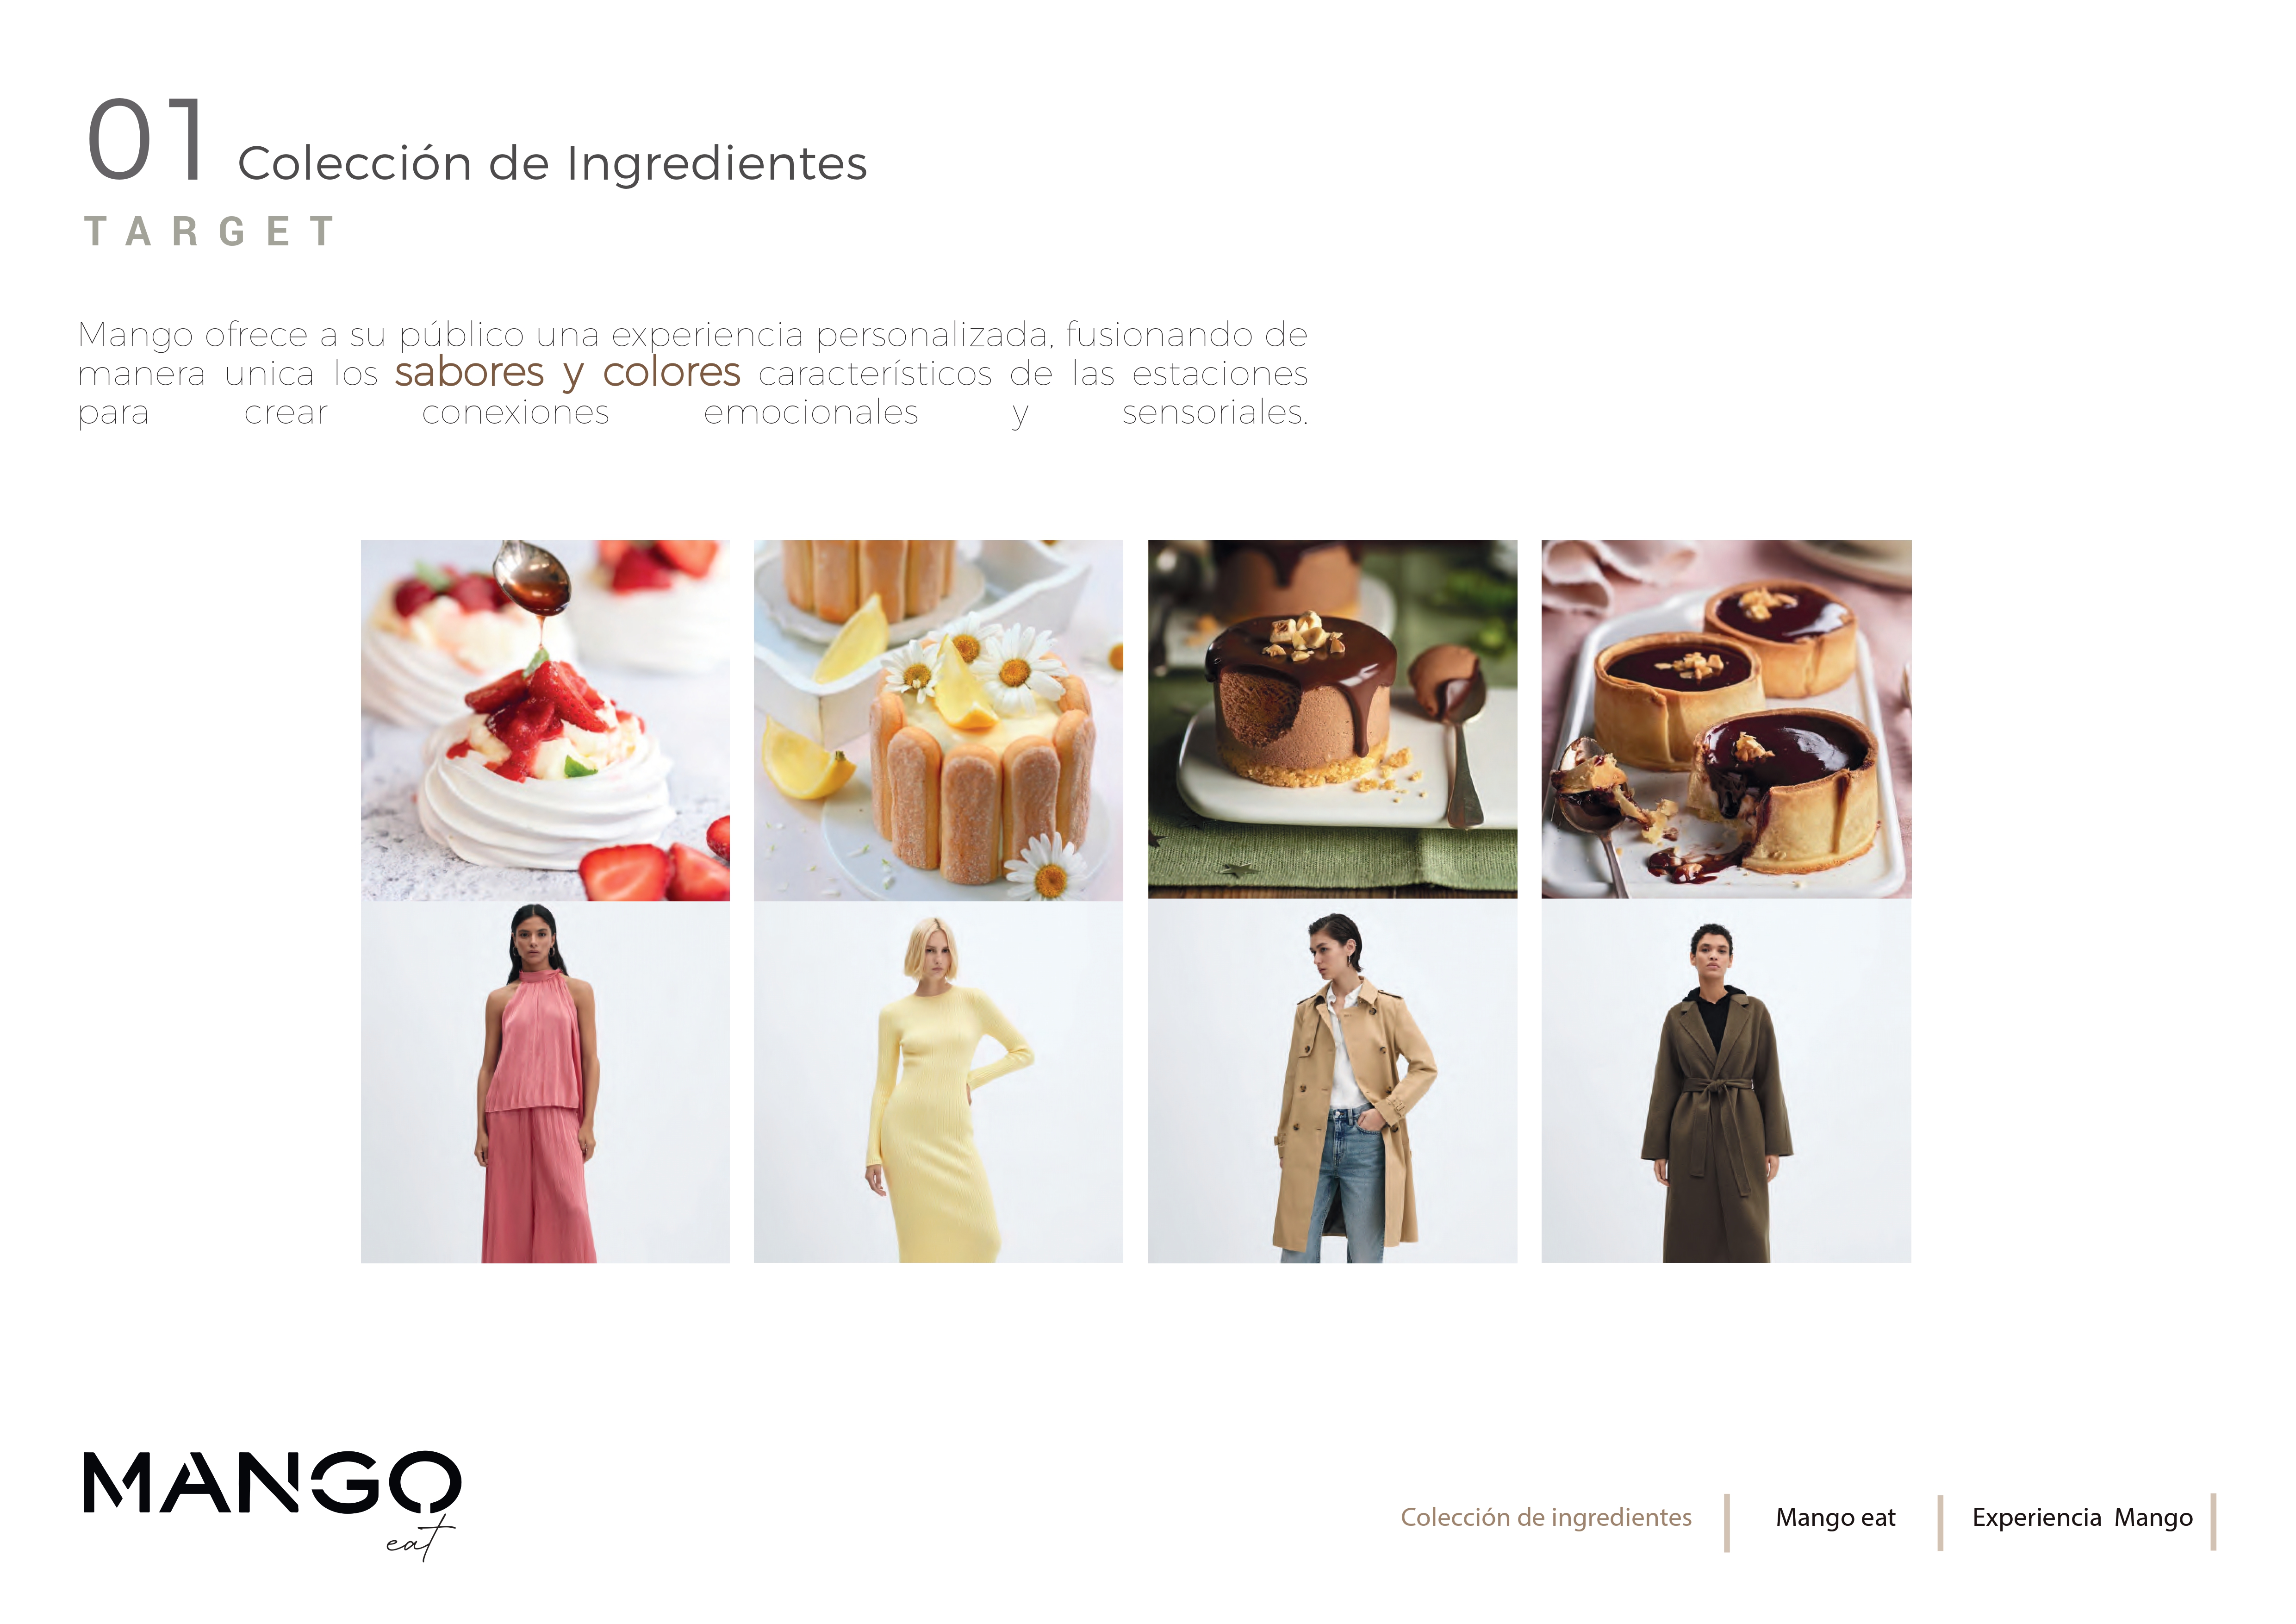 01 Colección de Ingredientes
TARGET
Mango ofrece a su público una experiencia personalizada, fusionando de
manera unica los sabores y colores característicos de las estaciones
para crear conexiones emocionales y sensoriales.
MANGO
eat
Colección de ingredientes
Mango eat
Experiencia Mango